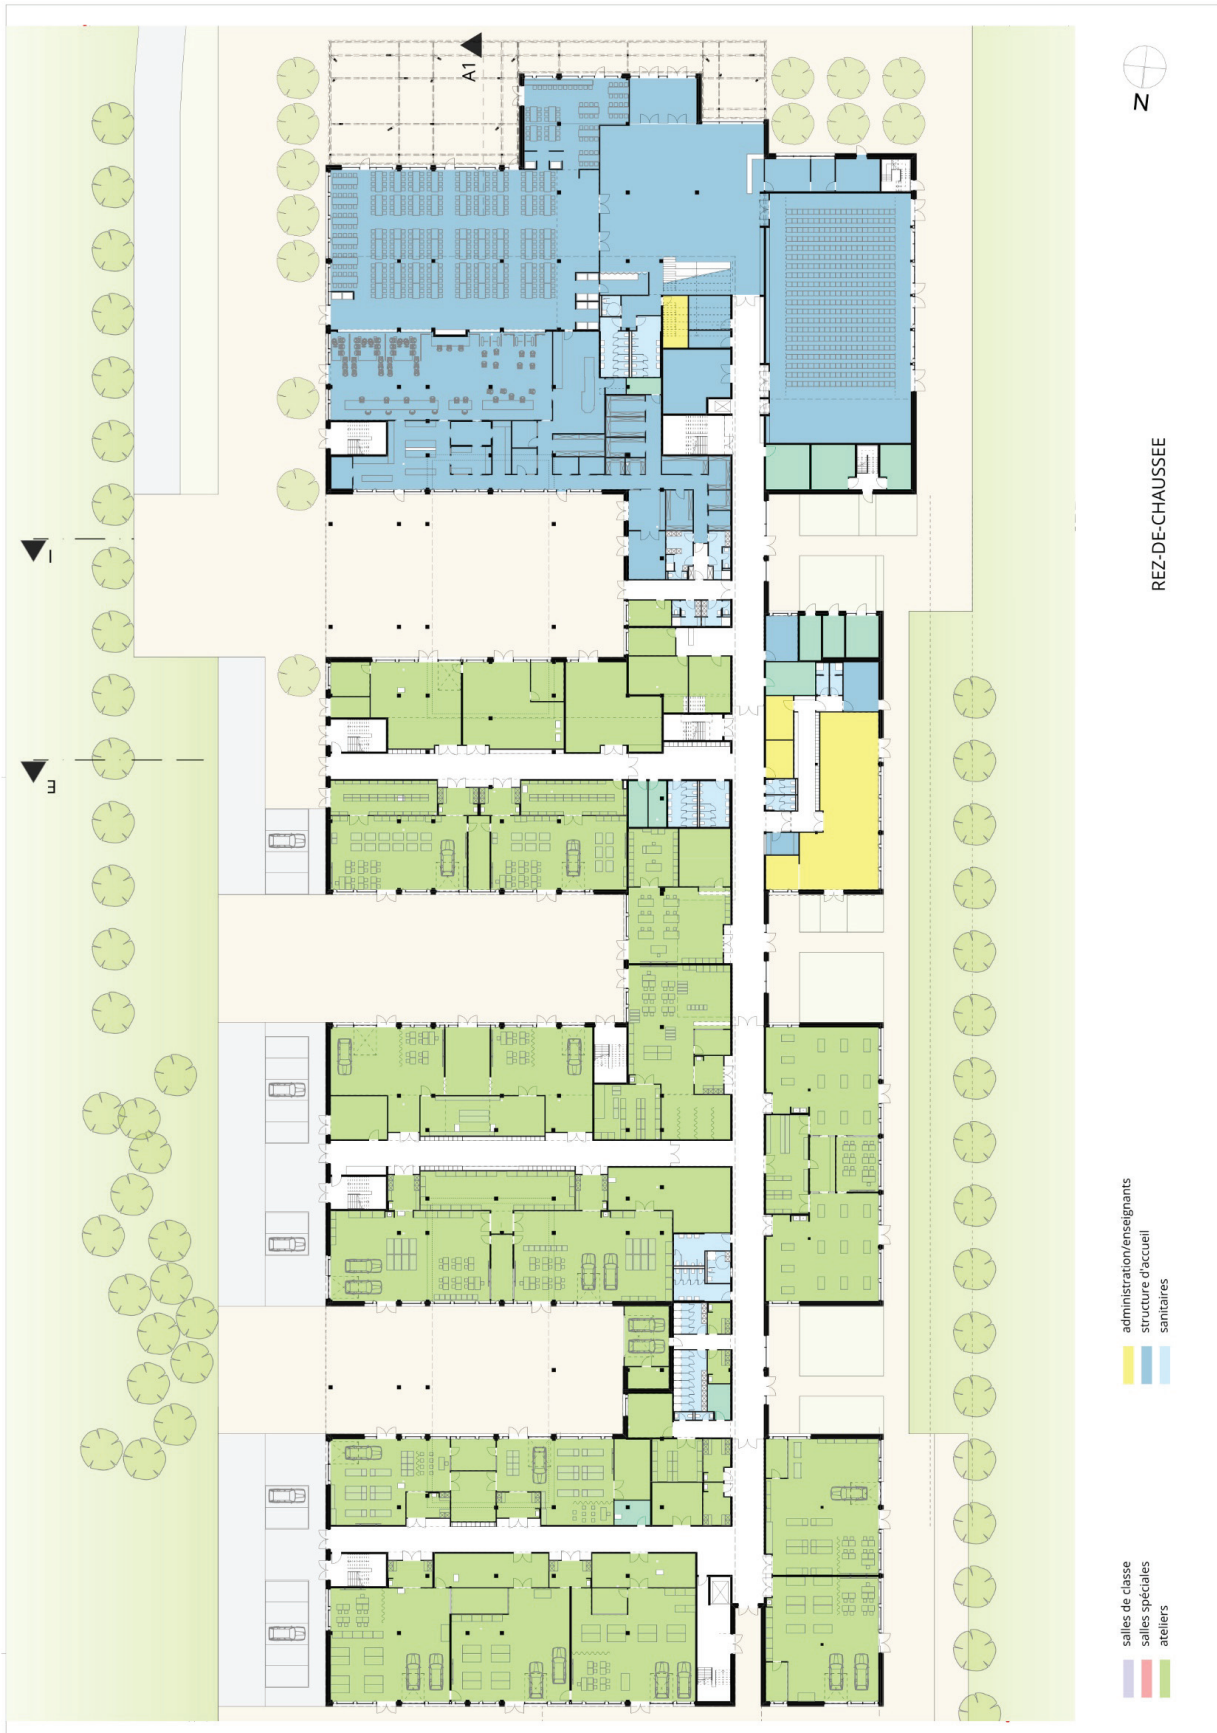 A1
N
I
E
REZ-DE-CHAUSSEE
salles de classe
salles spéciales
ateliers
administration/enseignants
structure d'accueil
sanitaires